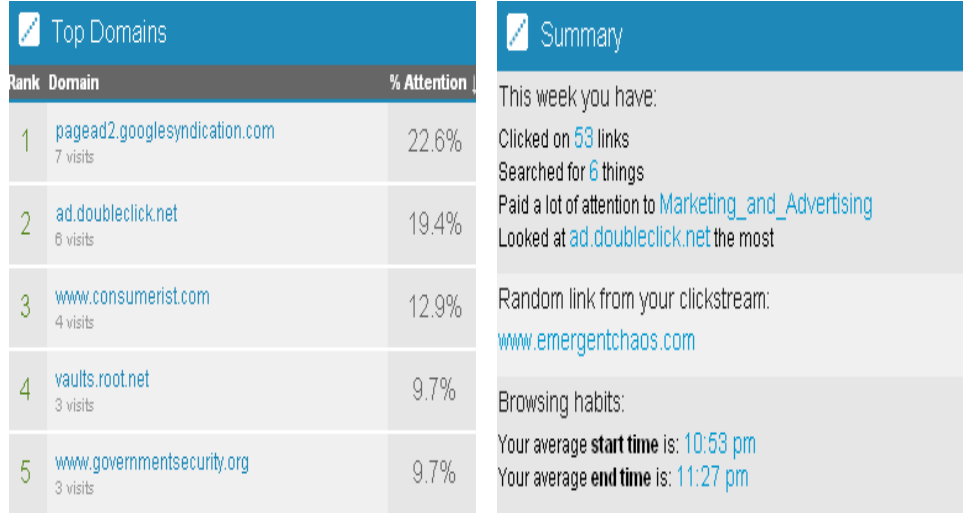 Top Domains
Rank Domain % Attention ↓
1 pagead2.googlesyndication.com 22.6%
7 visits
2 ad.doubleclick.net 19.4%
6 visits
3 www.consumerist.com 12.9%
4 visits
4 vaults.root.net 9.7%
3 visits
5 www.governmentsecurity.org 9.7%
3 visits
Summary
This week you have:
Clicked on 53 links
Searched for 6 things
Paid a lot of attention to Marketing_and_Advertising
Looked at ad.doubleclick.net the most
Random link from your clickstream:
www.emergentchaos.com
Browsing habits:
Your average start time is: 10:53 pm
Your average end time is: 11:27 pm